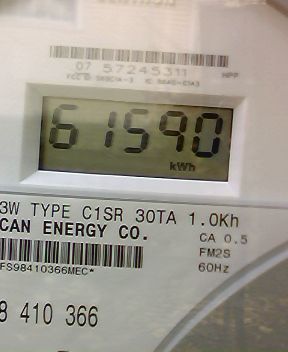 07 57245311
HPP
61590
kWh
3W TYPE C1SR 30TA 1.0Kh
CAN ENERGY CO.
CA 0.5
FM2S
60Hz
FS98410366MEC*
8 410 366